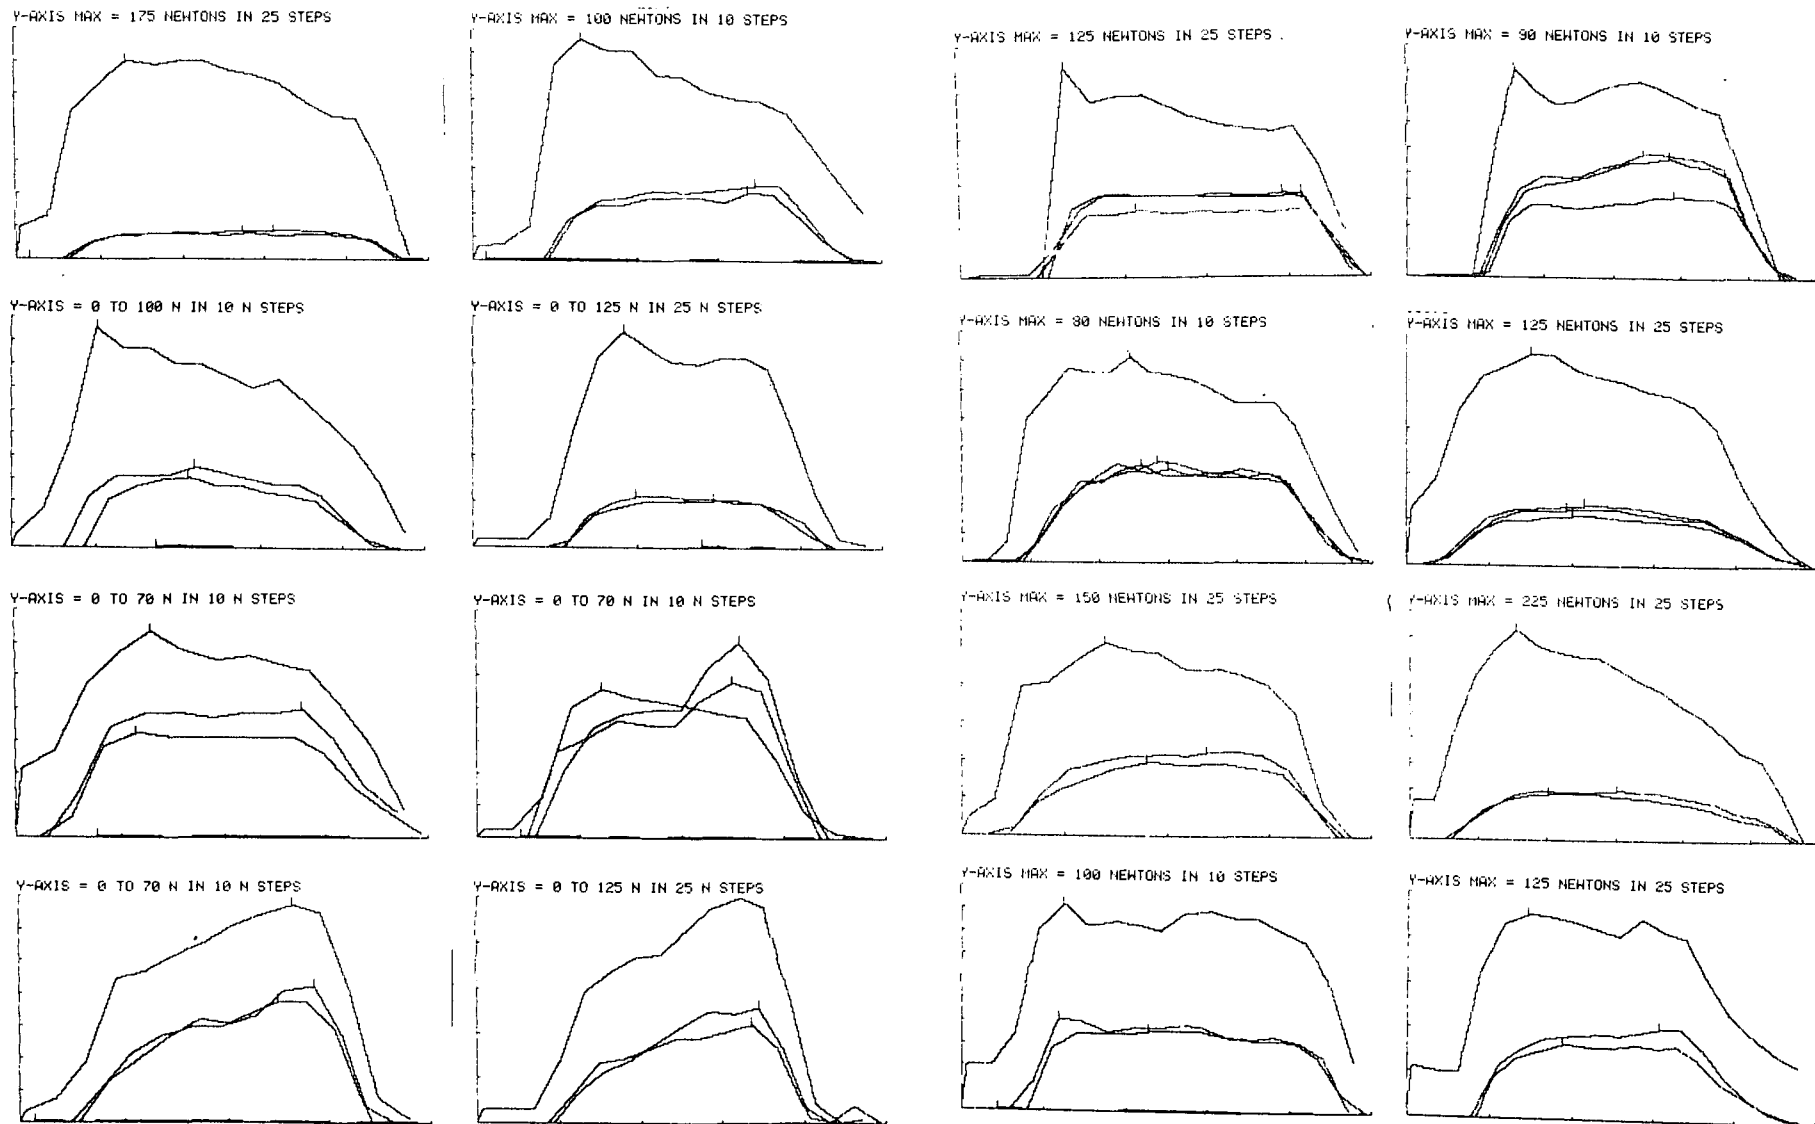 Y-AXIS MAX = 175 NEWTONS IN 25 STEPS
Y-AXIS MAX = 100 NEWTONS IN 10 STEPS
Y-AXIS MAX = 125 NEWTONS IN 25 STEPS
Y-AXIS MAX = 90 NEWTONS IN 10 STEPS
Y-AXIS = 0 TO 100 N IN 10 N STEPS
Y-AXIS = 0 TO 125 N IN 25 N STEPS
Y-AXIS MAX = 80 NEWTONS IN 10 STEPS
Y-AXIS MAX = 125 NEWTONS IN 25 STEPS
Y-AXIS = 0 TO 70 N IN 10 N STEPS
Y-AXIS = 0 TO 70 N IN 10 N STEPS
Y-AXIS MAX = 150 NEWTONS IN 25 STEPS
Y-AXIS MAX = 225 NEWTONS IN 25 STEPS
Y-AXIS = 0 TO 70 N IN 10 N STEPS
Y-AXIS = 0 TO 125 N IN 25 N STEPS
Y-AXIS MAX = 100 NEWTONS IN 10 STEPS
Y-AXIS MAX = 125 NEWTONS IN 25 STEPS